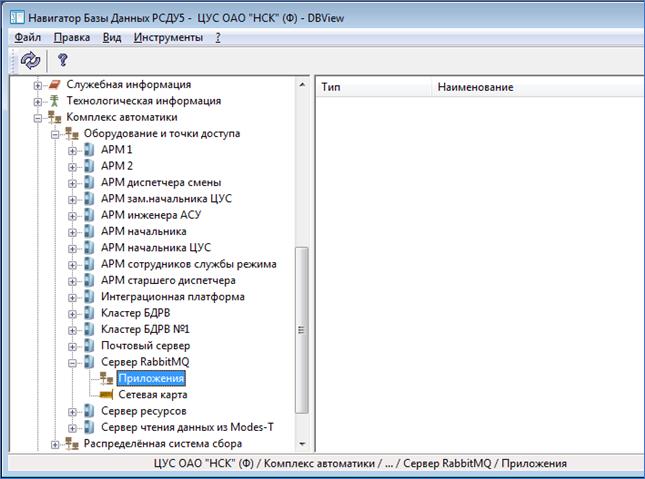 Навигатор Базы Данных РСДУ5 - ЦУС ОАО "НСК" (Ф) - DBView
Файл Правка Вид Инструменты ?
Тип Наименование
Служебная информация
Технологическая информация
Комплекс автоматики
Оборудование и точки доступа
АРМ 1
АРМ 2
АРМ диспетчера смены
АРМ зам.начальника ЦУС
АРМ инженера АСУ
АРМ начальника
АРМ начальника ЦУС
АРМ сотрудников службы режима
АРМ старшего диспетчера
Интеграционная платформа
Кластер БДРВ
Кластер БДРВ №1
Почтовый сервер
Сервер RabbitMQ
Приложения
Сетевая карта
Сервер ресурсов
Сервер чтения данных из Modes-T
Распределённая система сбора
ЦУС ОАО "НСК" (Ф) / Комплекс автоматики / ... / Сервер RabbitMQ / Приложения